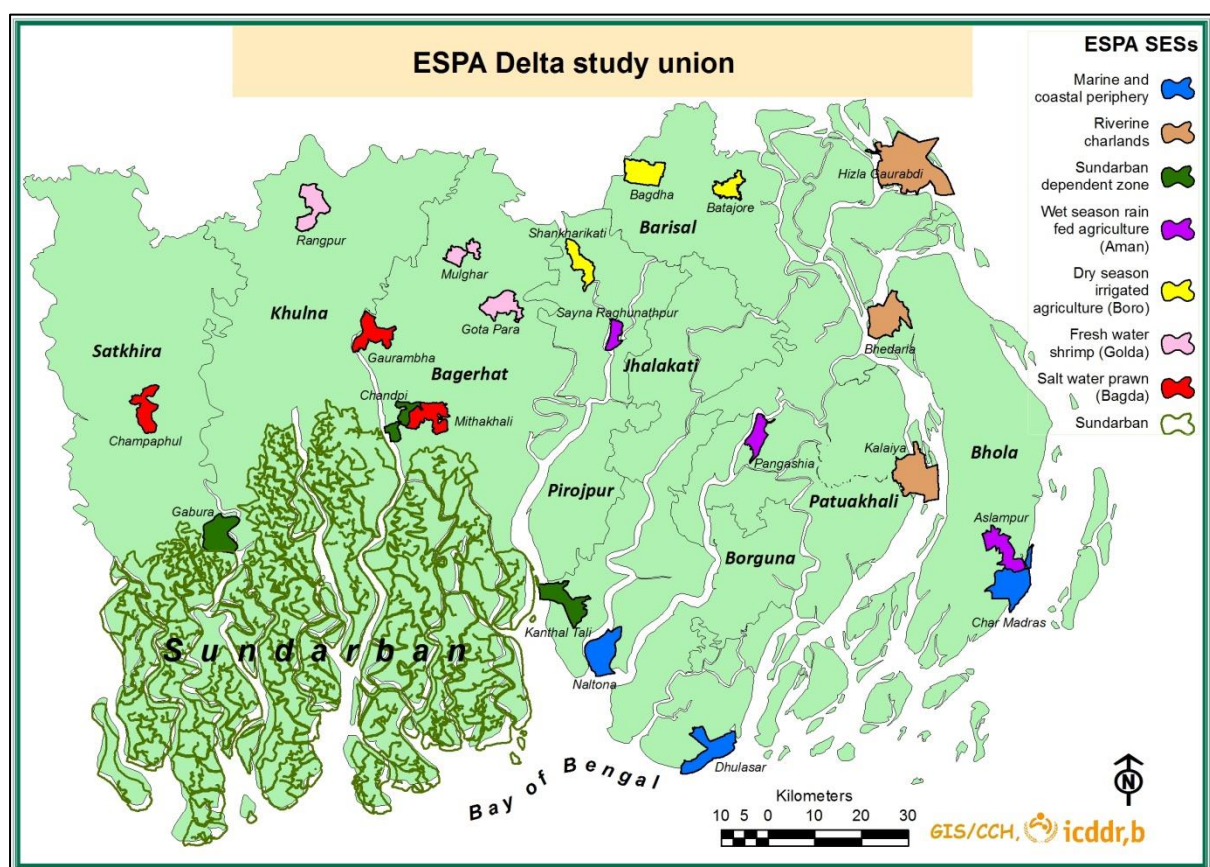 ESPA Delta study union
ESPA SESs
Marine and
coastal periphery
Riverine
charlands
Sundarban
dependent zone
Wet season rain
fed agriculture
(Aman)
Dry season
irrigated
agriculture (Boro)
Fresh water
shrimp (Golda)
Salt water prawn
(Bagda)
Sundarban
Hizla Gaurabdi
Bagdha
Batajore
Rangpur
Shankharikati
Barisal
Mulghar
Khulna
Gota Para
Sayna Raghunathpur
Satkhira
Gaurambha
Jhalakati
Bhedaria
Bagerhat
Chandpi
Mithakhali
Champaphul
Pangashia
Kalaiya
Bhola
Pirojpur
Patuakhali
Gabura
Aslampur
Borguna
Char Madras
Kanthal Tali
Sundarban
Naltona
Dhulasar
Bay of Bengal
Kilometers
10 5 0 10 20 30
N
GIS/CCH, icddr,b